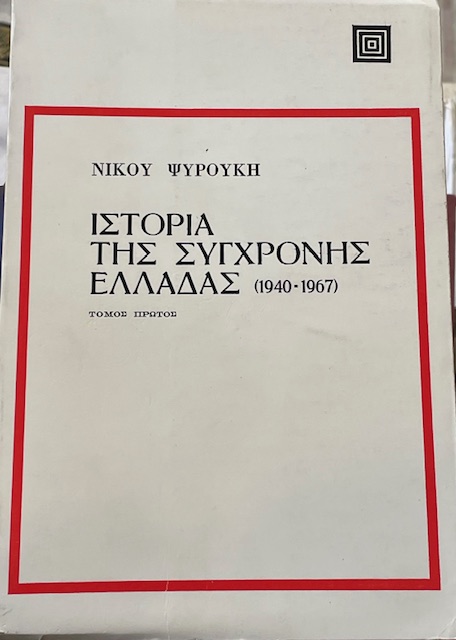 ΝΙΚΟΥ ΨΥΡΟΥΚΗ
ΙΣΤΟΡΙΑ
ΤΗΣ ΣΥΓΧΡΟΝΗΣ
ΕΛΛΑΔΑΣ (1940-1967)
ΤΟΜΟΣ ΠΡΩΤΟΣ